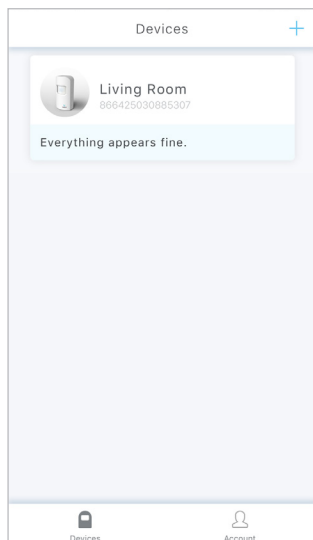 Devices
Living Room
866425030885307
Everything appears fine.
Devices
Account